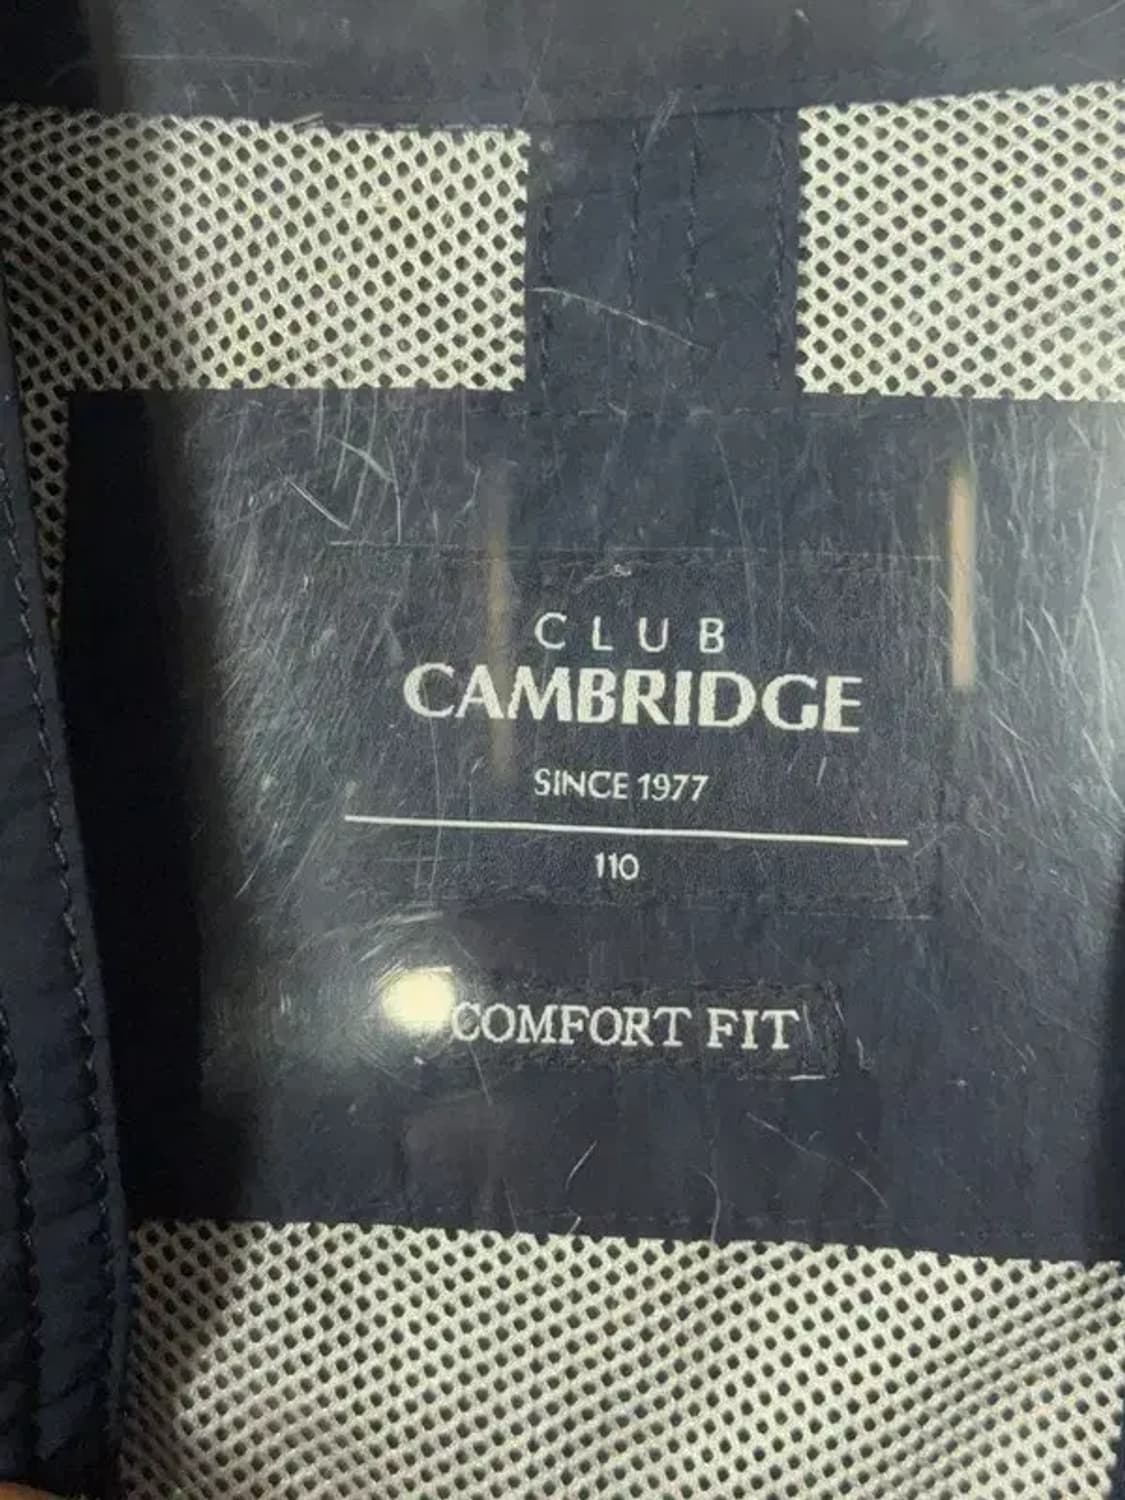 CLUB
CAMBRIDGE
SINCE 1977
110
COMFORT FIT